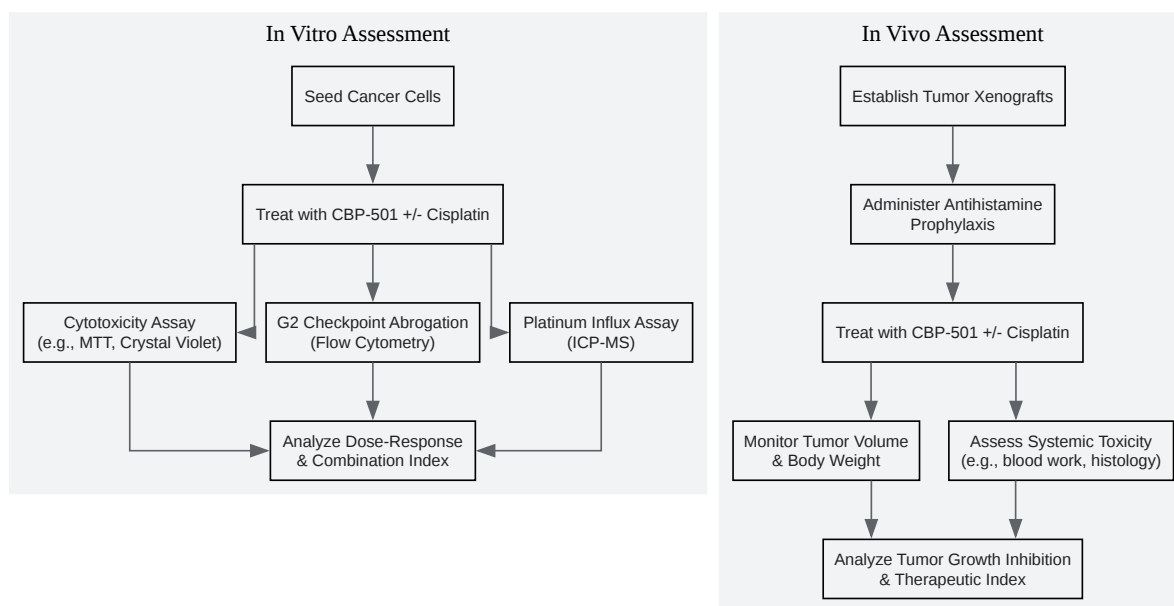 In Vitro Assessment
Seed Cancer Cells
Treat with CBP-501 +/- Cisplatin
Cytotoxicity Assay
(e.g., MTT, Crystal Violet)
G2 Checkpoint Abrogation
(Flow Cytometry)
Platinum Influx Assay
(ICP-MS)
Analyze Dose-Response
& Combination Index
In Vivo Assessment
Establish Tumor Xenografts
Administer Antihistamine
Prophylaxis
Treat with CBP-501 +/- Cisplatin
Monitor Tumor Volume
& Body Weight
Assess Systemic Toxicity
(e.g., blood work, histology)
Analyze Tumor Growth Inhibition
& Therapeutic Index